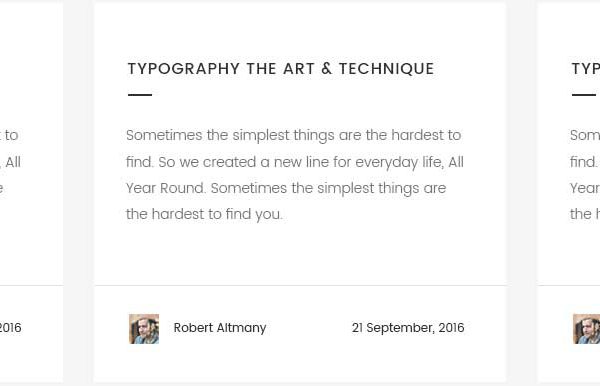 TYPOGRAPHY THE ART & TECHNIQUE
Sometimes the simplest things are the hardest to
find. So we created a new line for everyday life, All
Year Round. Sometimes the simplest things are
the hardest to find you.
Robert Altmany
21 September, 2016
to
All
2016
find.
Year
the